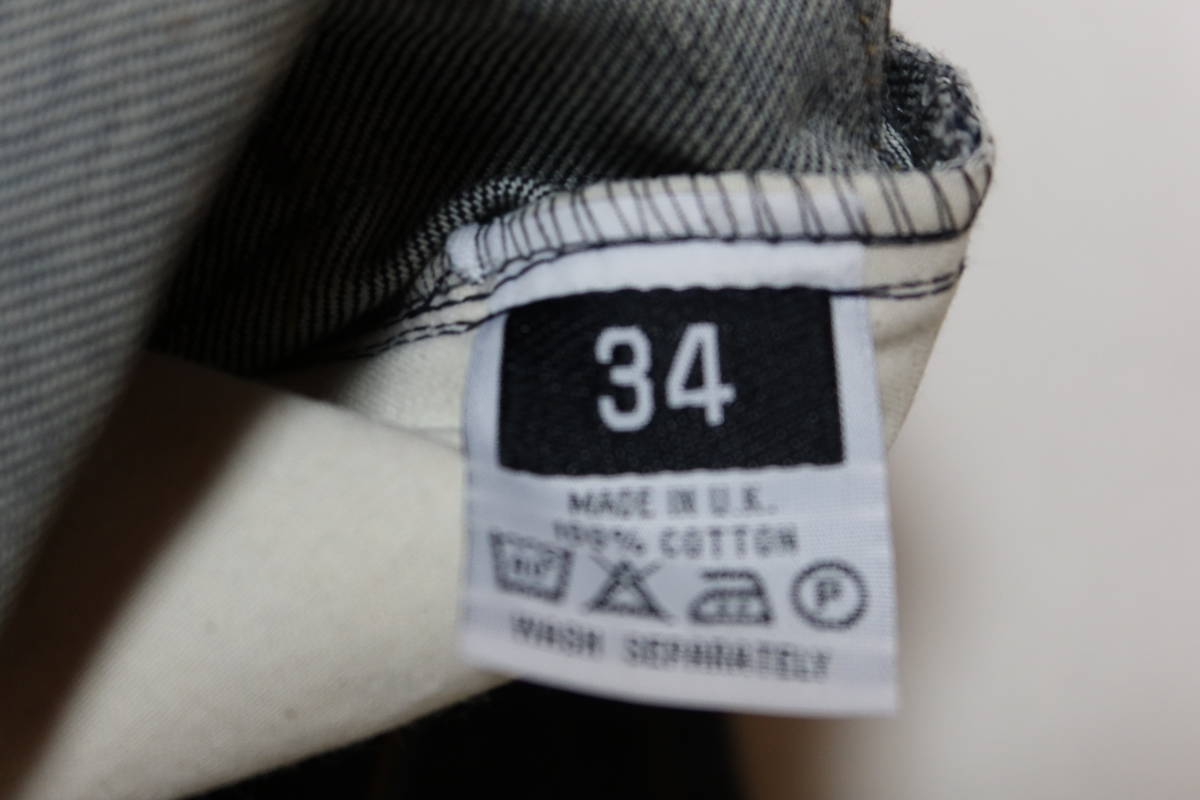 34
MADE IN U.K.
100% COTTON
P
WASH SEPARATELY